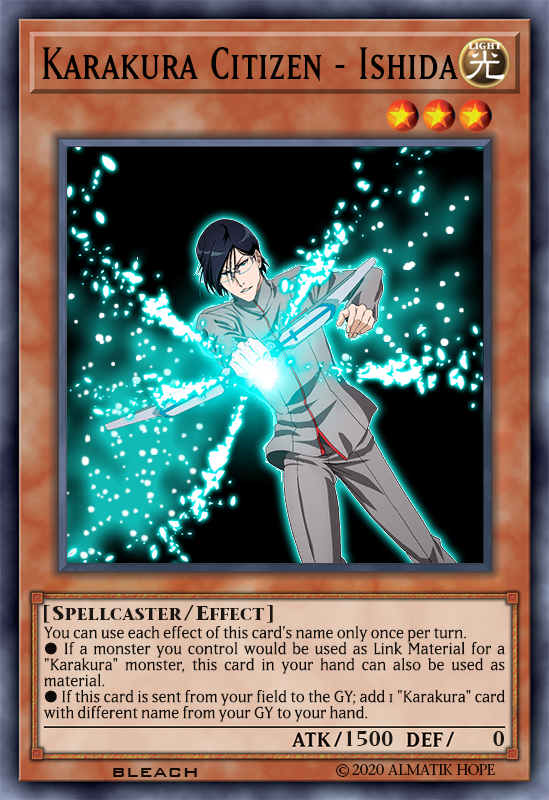 Karakura Citizen - Ishida
LIGHT
光
[Spellcaster/Effect]
You can use each effect of this card's name only once per turn.
● If a monster you control would be used as Link Material for a
"Karakura" monster, this card in your hand can also be used as
material.
● If this card is sent from your field to the GY; add 1 "Karakura" card
with different name from your GY to your hand.
ATK/1500 DEF/ 0
BLEACH ©2020 ALMATIK HOPE